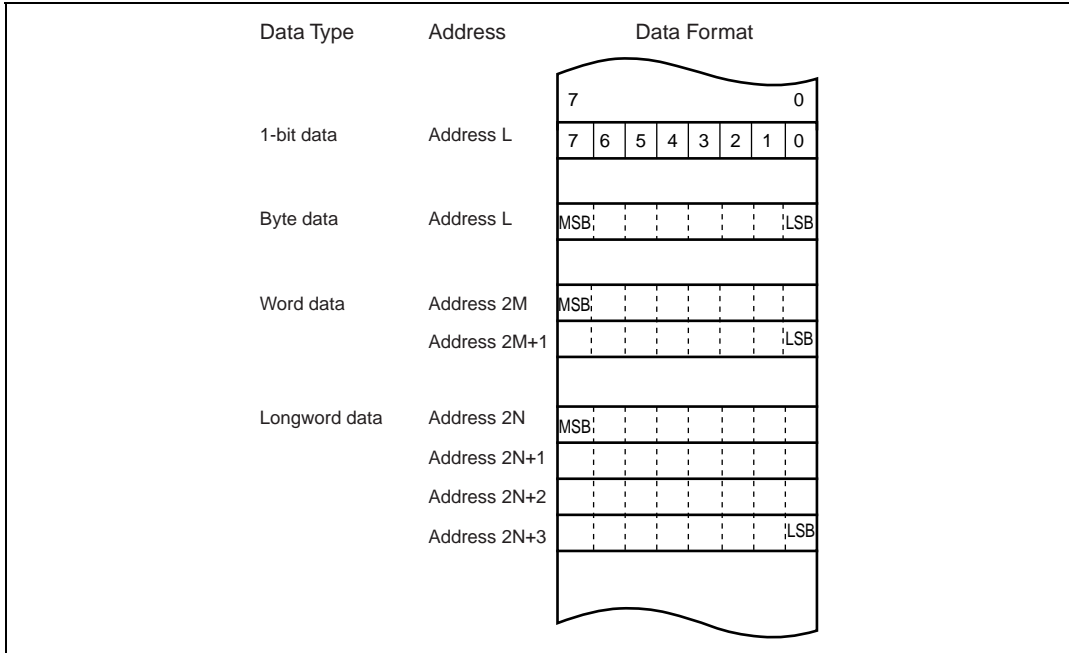 Data Type Address Data Format
7 0
1-bit data Address L 7 6 5 4 3 2 1 0
Byte data Address L MSB LSB
Word data Address 2M MSB
Address 2M+1 LSB
Longword data Address 2N MSB
Address 2N+1
Address 2N+2
Address 2N+3 LSB